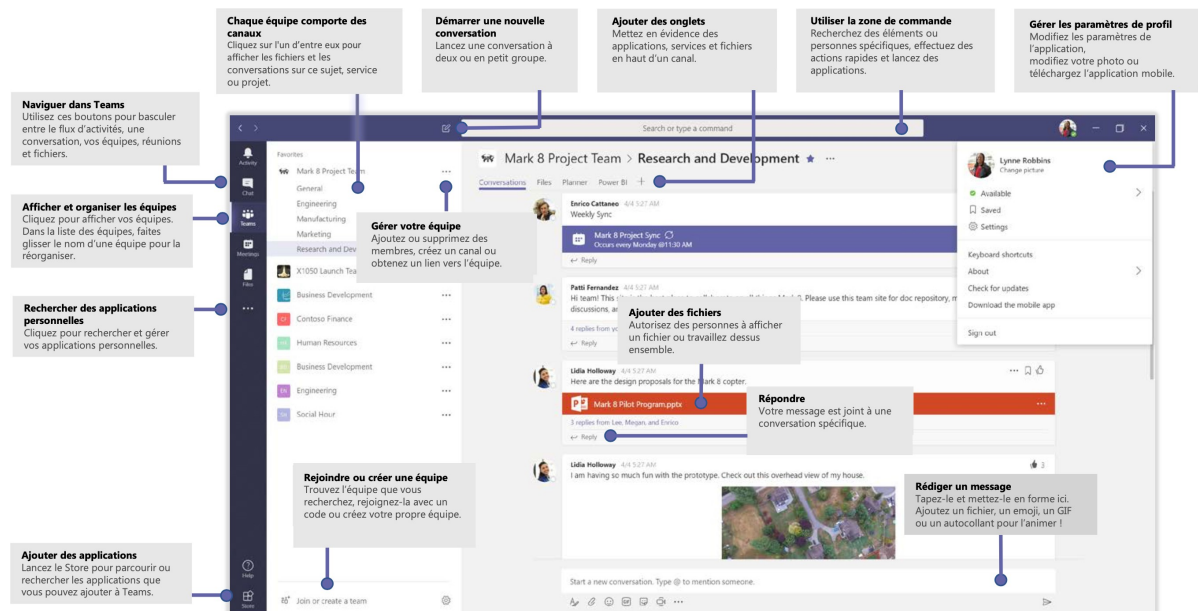 Chaque équipe comporte des
canaux
Cliquez sur l'un d'entre eux pour
afficher les fichiers et les
conversations sur ce sujet, service
ou projet.
Démarrer une nouvelle
conversation
Lancez une conversation à
deux ou en petit groupe.
Ajouter des onglets
Mettez en évidence des
applications, services et fichiers
en haut d'un canal.
Utiliser la zone de commande
Recherchez des éléments ou
personnes spécifiques, effectuez des
actions rapides et lancez des
applications.
Gérer les paramètres de profil
Modifiez les paramètres de
l'application,
modifiez votre photo ou
téléchargez l'application mobile.
Naviguer dans Teams
Utilisez ces boutons pour basculer
entre le flux d'activités, une
conversation, vos équipes, réunions
et fichiers.
Afficher et organiser les équipes
Cliquez pour afficher vos équipes.
Dans la liste des équipes, faites
glisser le nom d'une équipe pour la
réorganiser.
Rechercher des applications
personnelles
Cliquez pour rechercher et gérer
vos applications personnelles.
Ajouter des applications
Lancez le Store pour parcourir ou
rechercher les applications que
vous pouvez ajouter à Teams.
Search or type a command
Activity
Chat
Teams
Meetings
Files
Help
Store
Favorites
Mark 8 Project Team
General
Engineering
Manufacturing
Marketing
Research and Dev
X1050 Launch Tea
Business Development
Contoso Finance
Human Resources
Business Development
EN Engineering
Social Hour
Join or create a team
Gérer votre équipe
Ajoutez ou supprimez des
membres, créez un canal ou
obtenez un lien vers l'équipe.
Rejoindre ou créer une équipe
Trouvez l'équipe que vous
recherchez, rejoignez-la avec un
code ou créez votre propre équipe.
Mark 8 Project Team > Research and Development
Conversations Files Planner Power BI +
Enrico Cattaneo 4/4 5:27 AM
Weekly Sync
Mark 8 Project Sync
Occurs every Monday @11:30 AM
Reply
Patti Fernandez 4/4 5:27 AM
Hi team! This Please use this team site for doc repository, m
discussions, a
4 replies from yo
Reply
Ajouter des fichiers
Autorisez des personnes à afficher
un fichier ou travaillez dessus
ensemble.
Lidia Holloway 4/4 5:27 AM
Here are the design proposals for the Mark 8 copter.
Mark 8 Pilot Program.pptx
3 replies from Lee, Megan, and Enrico
Reply
Répondre
Votre message est joint à une
conversation spécifique.
Lidia Holloway 4/4 5:27 AM
3
I am having so much fun with the prototype. Check out this overhead view of my house.
Rédiger un message
Tapez-le et mettez-le en forme ici.
Ajoutez un fichier, un emoji, un GIF
ou un autocollant pour l'animer !
Start a new conversation. Type @ to mention someone.
GIF
Lynne Robbins
Change picture
Available
Saved
Settings
Keyboard shortcuts
About
Check for updates
Download the mobile app
Sign out